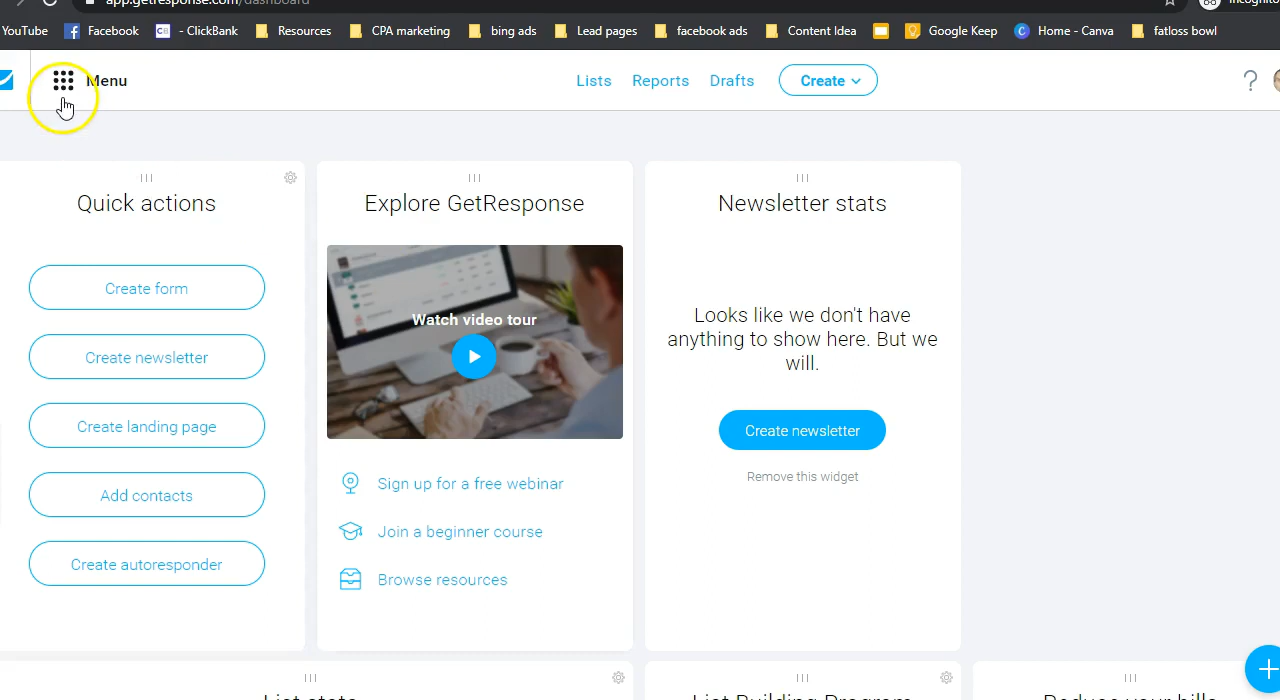 app.getresponse.com/dashboard
Incognito
YouTube Facebook - ClickBank Resources CPA marketing bing ads Lead pages facebook ads Content Idea Google Keep Home - Canva fatloss bowl
Menu Lists Reports Drafts Create ?
Quick actions
Create form
Create newsletter
Create landing page
Add contacts
Create autoresponder
Explore GetResponse
Watch video tour
Sign up for a free webinar
Join a beginner course
Browse resources
Newsletter stats
Looks like we don't have
anything to show here. But we
will.
Create newsletter
Remove this widget
List stats
List Building Program
Reduce your bills